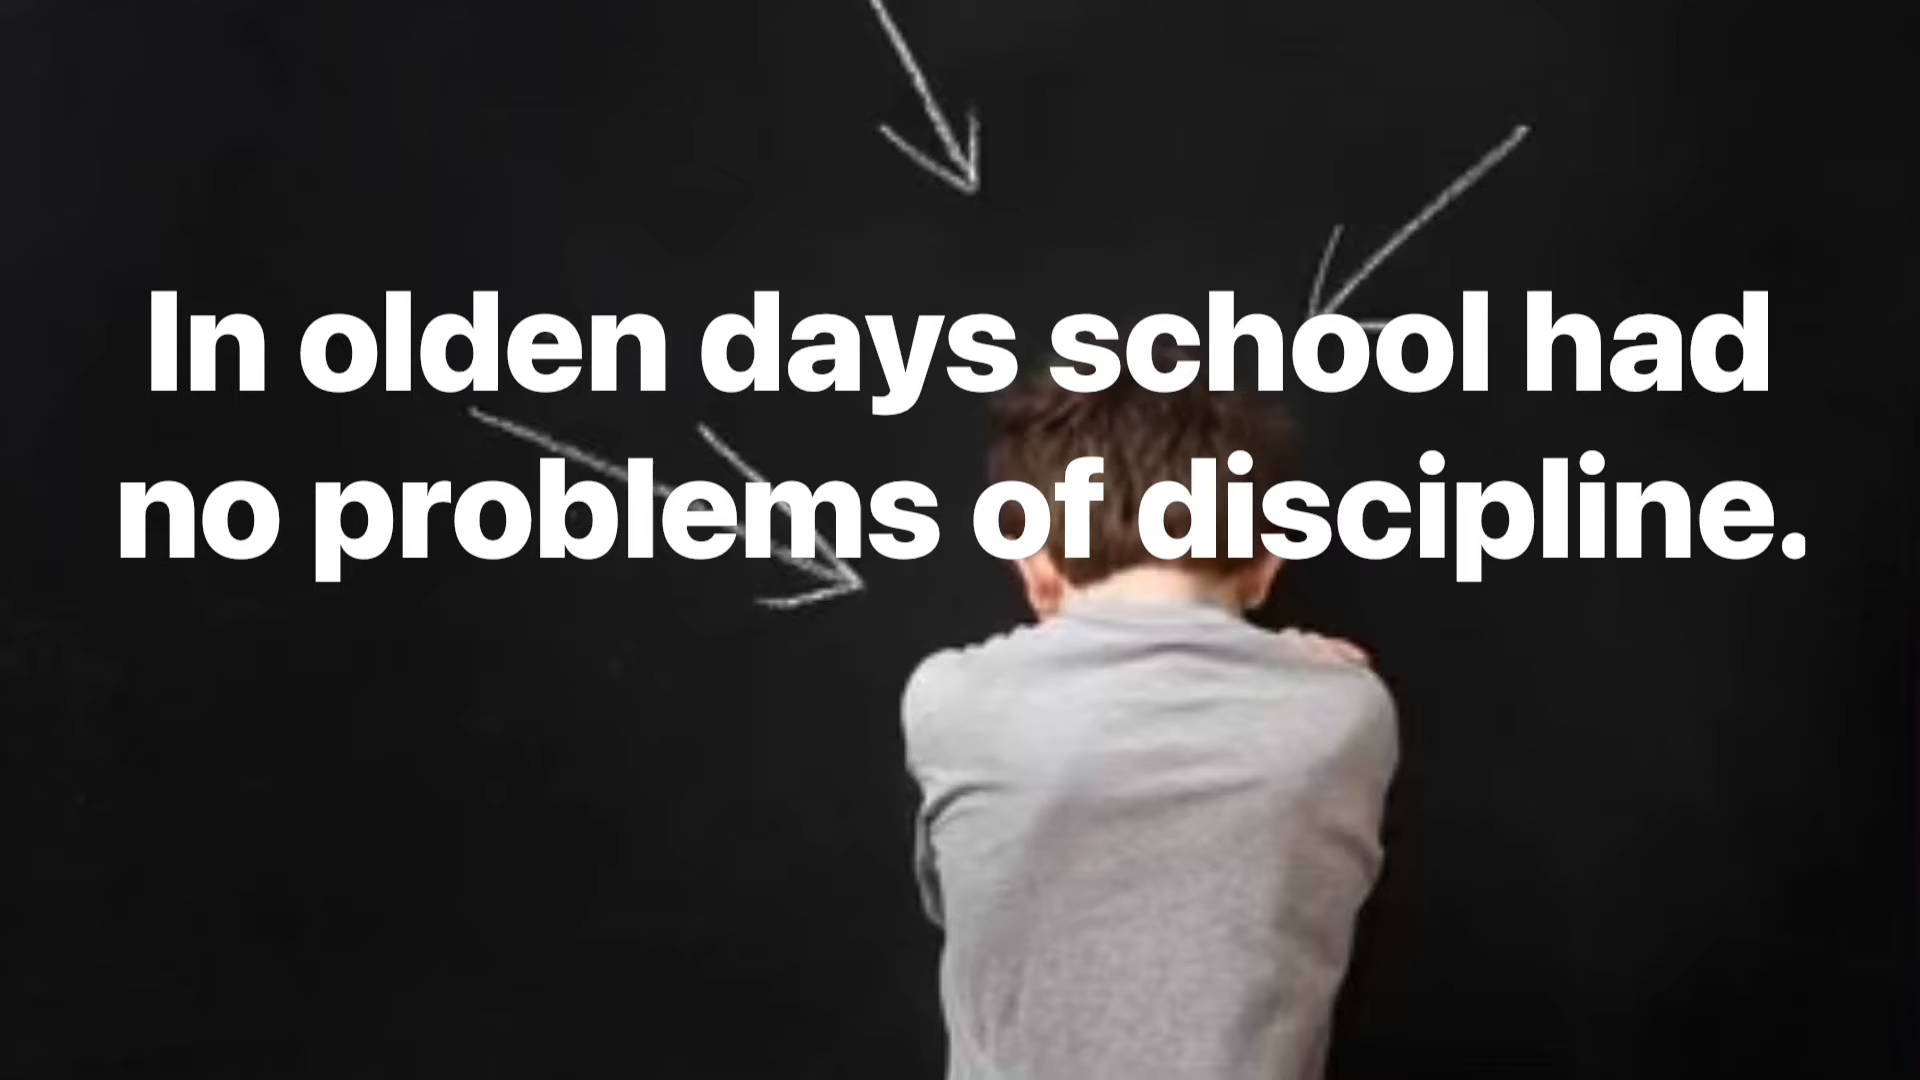 In olden days school had
no problems of discipline.